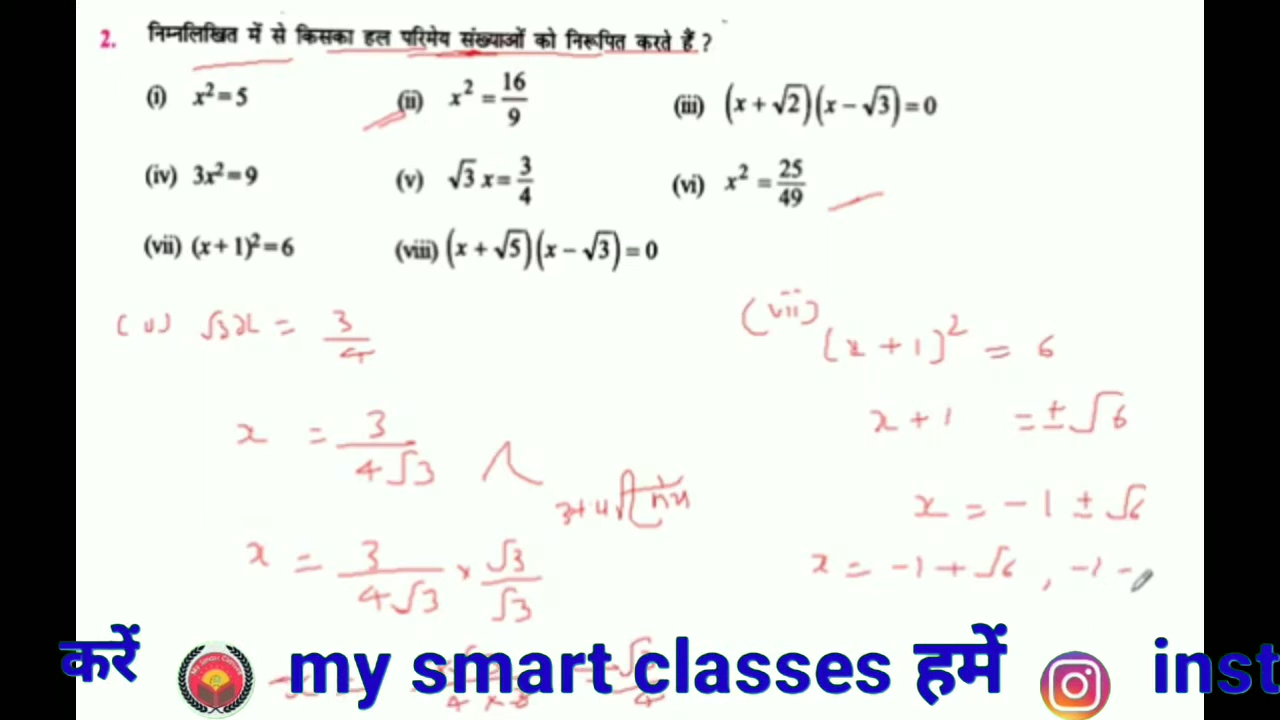 2. निम्नलिखित में से किसका हल परिमेय संख्याओं को निरूपित करते हैं ?
(i) x² = 5 (ii) x² = 16/9 (iii) (x + √2)(x − √3) = 0
(iv) 3x² = 9 (v) √3 x = 3/4 (vi) x² = 25/49
(vii) (x + 1)² = 6 (viii) (x + √5)(x − √3) = 0
(v) √3x = 3/4
x = 3/4√3
x = 3/4√3 × √3/√3
(vii)
(x + 1)² = 6
x + 1 = ±√6
x = −1 ± √6
x = −1 + √6 , −1 −
करें my smart classes हमें inst